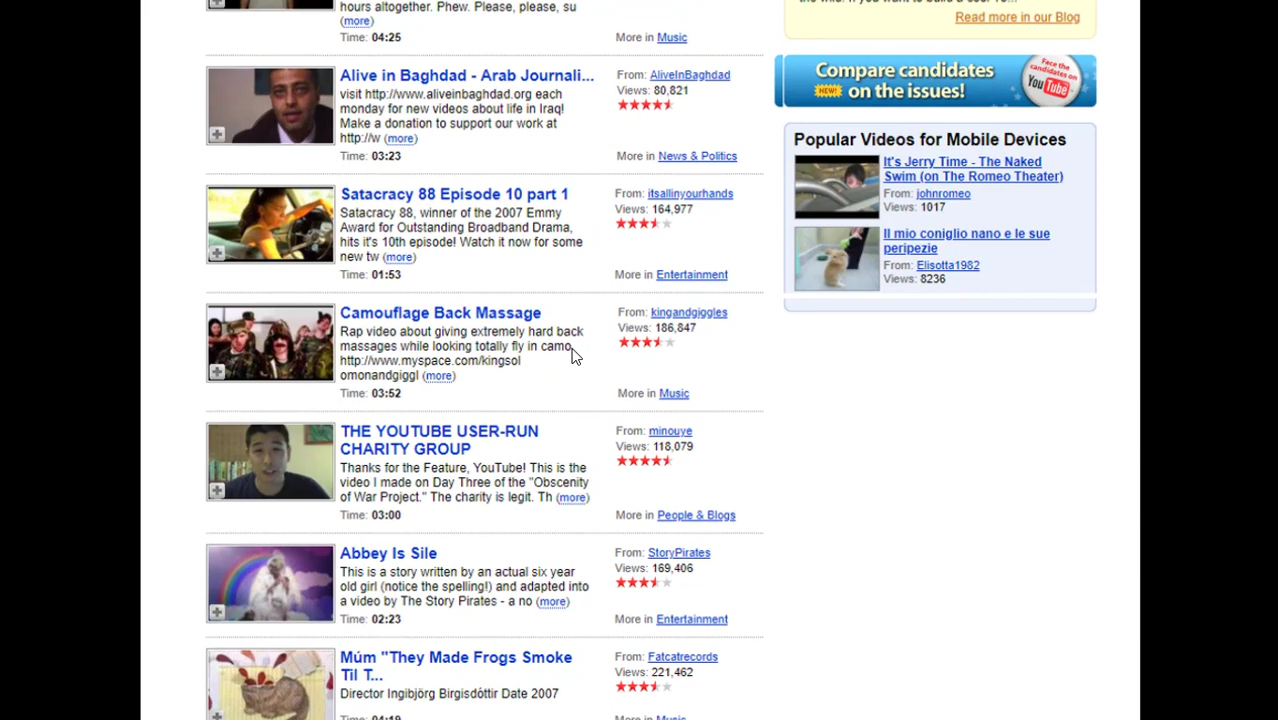 hours altogether. Phew. Please, please, su
(more)
Time: 04:25
More in Music
Alive in Baghdad - Arab Journali...
visit http://www.aliveinbaghdad.org each
monday for new videos about life in Iraq!
Make a donation to support our work at
http://w (more)
Time: 03:23
From: AliveInBaghdad
Views: 80,821
More in News & Politics
Satacracy 88 Episode 10 part 1
Satacracy 88, winner of the 2007 Emmy
Award for Outstanding Broadband Drama,
hits it's 10th episode! Watch it now for some
new tw (more)
Time: 01:53
From: itsallinyourhands
Views: 164,977
More in Entertainment
Camouflage Back Massage
Rap video about giving extremely hard back
massages while looking totally fly in camo.
http://www.myspace.com/kingsol
omonandgiggl (more)
Time: 03:52
From: kingandgiggles
Views: 186,847
More in Music
THE YOUTUBE USER-RUN
CHARITY GROUP
Thanks for the Feature, YouTube! This is the
video I made on Day Three of the "Obscenity
of War Project." The charity is legit. Th (more)
Time: 03:00
From: minouye
Views: 118,079
More in People & Blogs
Abbey Is Sile
This is a story written by an actual six year
old girl (notice the spelling!) and adapted into
a video by The Story Pirates - a no (more)
Time: 02:23
From: StoryPirates
Views: 169,406
More in Entertainment
Múm "They Made Frogs Smoke
Til T...
Director Ingibjörg Birgisdóttir Date 2007
Time: 04:19
From: Fatcatrecords
Views: 221,462
More in Music
Read more in our Blog
Compare candidates
NEW! on the issues!
Face the
candidates on
YouTube
Popular Videos for Mobile Devices
It's Jerry Time - The Naked
Swim (on The Romeo Theater)
From: johnromeo
Views: 1017
Il mio coniglio nano e le sue
peripezie
From: Elisotta1982
Views: 8236